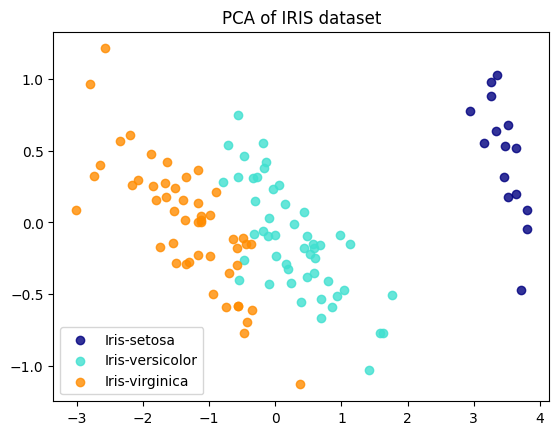 PCA of IRIS dataset
1.0
0.5
0.0
−0.5
−1.0
Iris-setosa
Iris-versicolor
Iris-virginica
−3 −2 −1 0 1 2 3 4